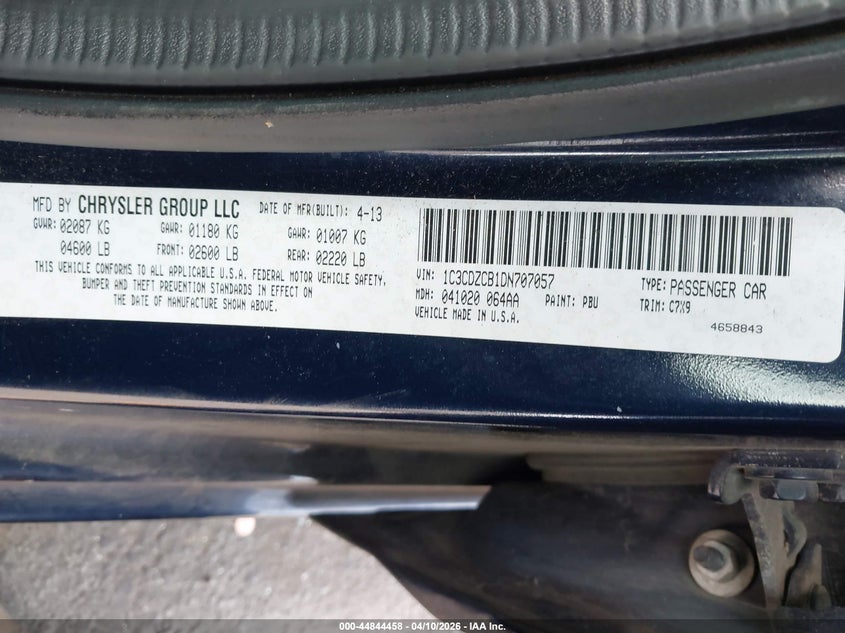 MFD BY CHRYSLER GROUP LLC DATE OF MFR(BUILT): 4-13
GVWR: 02087 KG GAWR: 01180 KG GAWR: 01007 KG
04600 LB FRONT: 02600 LB REAR: 02220 LB
THIS VEHICLE CONFORMS TO ALL APPLICABLE U.S.A. FEDERAL MOTOR VEHICLE SAFETY,
BUMPER AND THEFT PREVENTION STANDARDS IN EFFECT ON
THE DATE OF MANUFACTURE SHOWN ABOVE.
VIN: 1C3CDZCB1DN707057 TYPE: PASSENGER CAR
MDH: 041020 064AA PAINT: PBU TRIM: C7X9
VEHICLE MADE IN U.S.A.
4658843
000-44844458 - 04/10/2026 - IAA Inc.